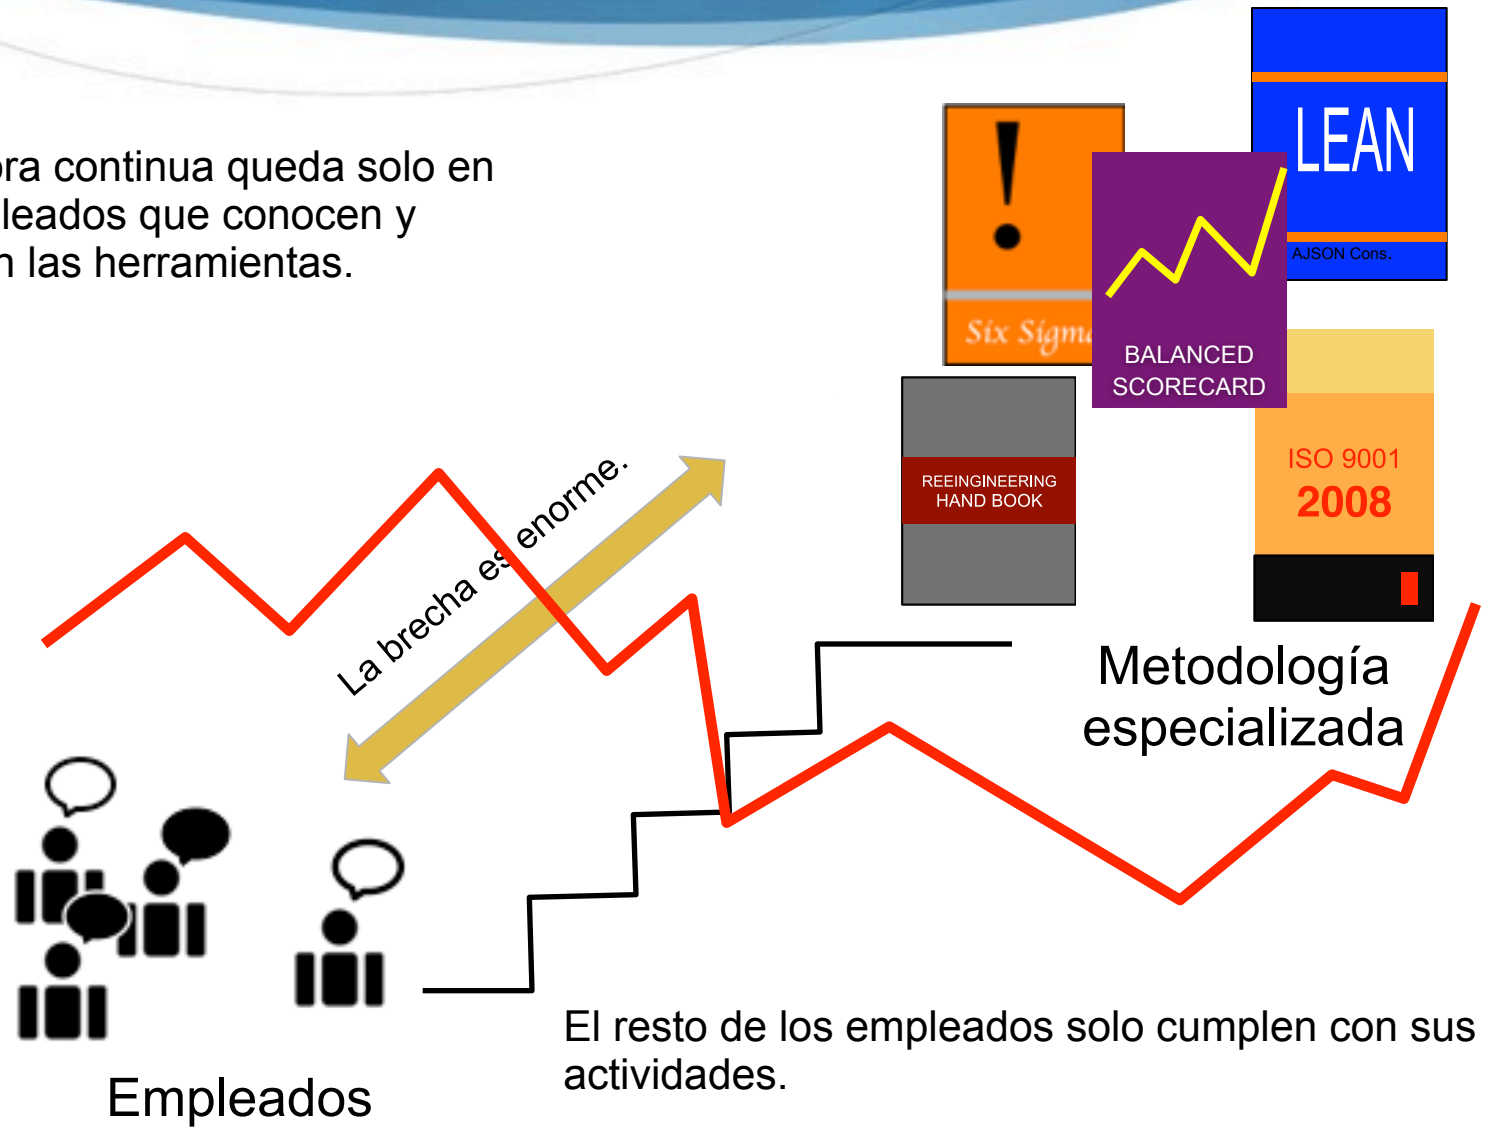 ora continua queda solo en
leados que conocen y
n las herramientas.
LEAN
AJSON Cons.
!
Six Sigm
BALANCED
SCORECARD
REEINGINEERING
HAND BOOK
ISO 9001
2008
La brecha es enorme.
Metodología
especializada
El resto de los empleados solo cumplen con sus
actividades.
Empleados